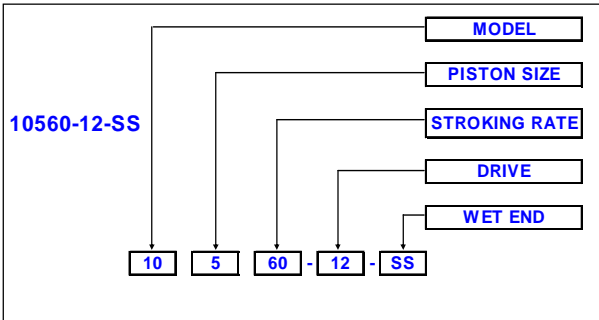 MODEL
PISTON SIZE
10560-12-SS
STROKING RATE
DRIVE
WET END
10 5 60 - 12 - SS